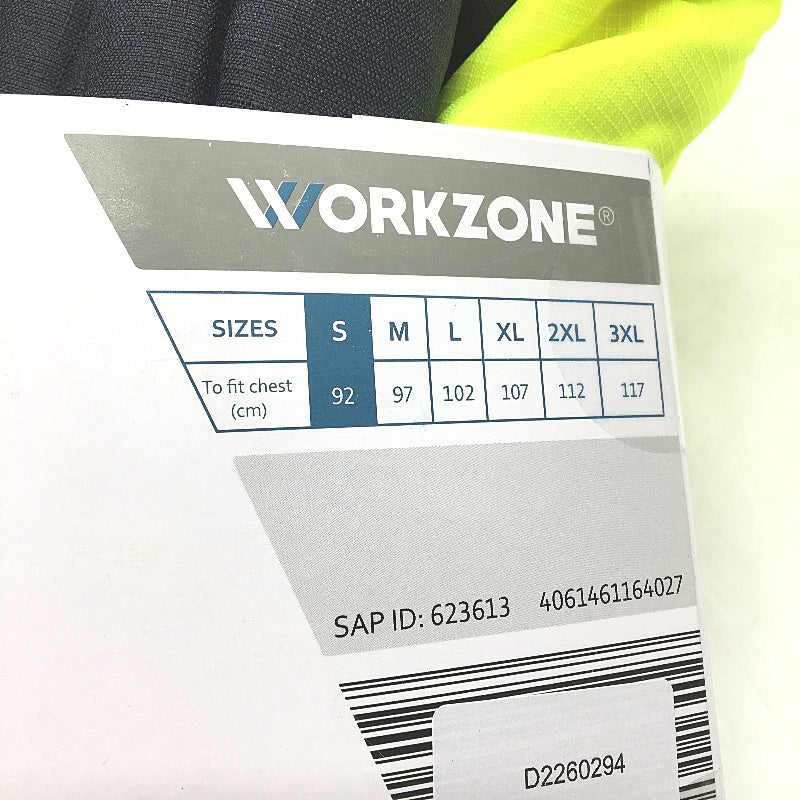 WORKZONE®
SIZES S M L XL 2XL 3XL
To fit chest (cm) 92 97 102 107 112 117
SAP ID: 623613 4061461164027
D2260294